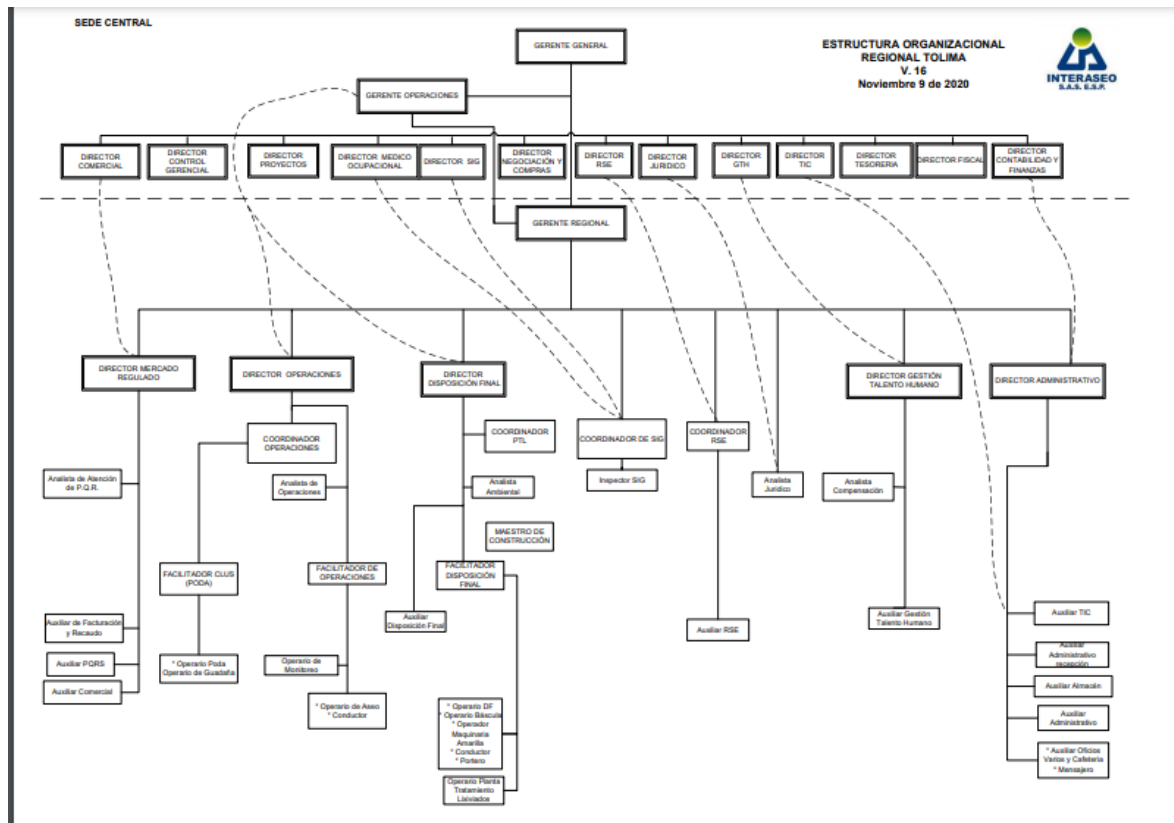 SEDE CENTRAL
GERENTE GENERAL
ESTRUCTURA ORGANIZACIONAL
REGIONAL TOLIMA
V. 16
Noviembre 9 de 2020
INTERASEO
S.A.S. E.S.P.
GERENTE OPERACIONES
DIRECTOR
COMERCIAL
DIRECTOR
CONTROL
GERENCIAL
DIRECTOR
PROYECTOS
DIRECTOR MEDICO
OCUPACIONAL
DIRECTOR SIG
DIRECTOR
NEGOCIACIÓN Y
COMPRAS
DIRECTOR
RSE
DIRECTOR
JURIDICO
DIRECTOR
GTH
DIRECTOR
TIC
DIRECTOR
TESORERIA
DIRECTOR FISCAL
DIRECTOR
CONTABILIDAD Y
FINANZAS
GERENTE REGIONAL
DIRECTOR MERCADO
REGULADO
DIRECTOR OPERACIONES
DIRECTOR
DISPOSICIÓN FINAL
DIRECTOR GESTIÓN
TALENTO HUMANO
DIRECTOR ADMINISTRATIVO
COORDINADOR
OPERACIONES
COORDINADOR
PTL
COORDINADOR DE SIG
COORDINADOR
RSE
Analista de Atención
de P.Q.R.
Analista de
Operaciones
Analista
Ambiental
Inspector SIG
Analista
Jurídico
Analista
Compensación
MAESTRO DE
CONSTRUCCIÓN
FACILITADOR CLUS
(PODA)
FACILITADOR DE
OPERACIONES
FACILITADOR
DISPOSICIÓN
FINAL
Auxiliar de Facturación
y Recaudo
Auxiliar
Disposición Final
Auxiliar RSE
Auxiliar Gestión
Talento Humano
Auxiliar TIC
Auxiliar PQRS
* Operario Poda
Operario de Guadaña
Operario de
Monitoreo
Auxiliar
Administrativo
recepción
Auxiliar Comercial
* Operario de Aseo
* Conductor
Auxiliar Almacén
* Operario DF
* Operario Báscula
* Operador
Maquinaria
Amarilla
* Conductor
* Portero
Auxiliar
Administrativo
* Auxiliar Oficios
Varios y Cafetería
* Mensajero
Operario Planta
Tratamiento
Lixiviados